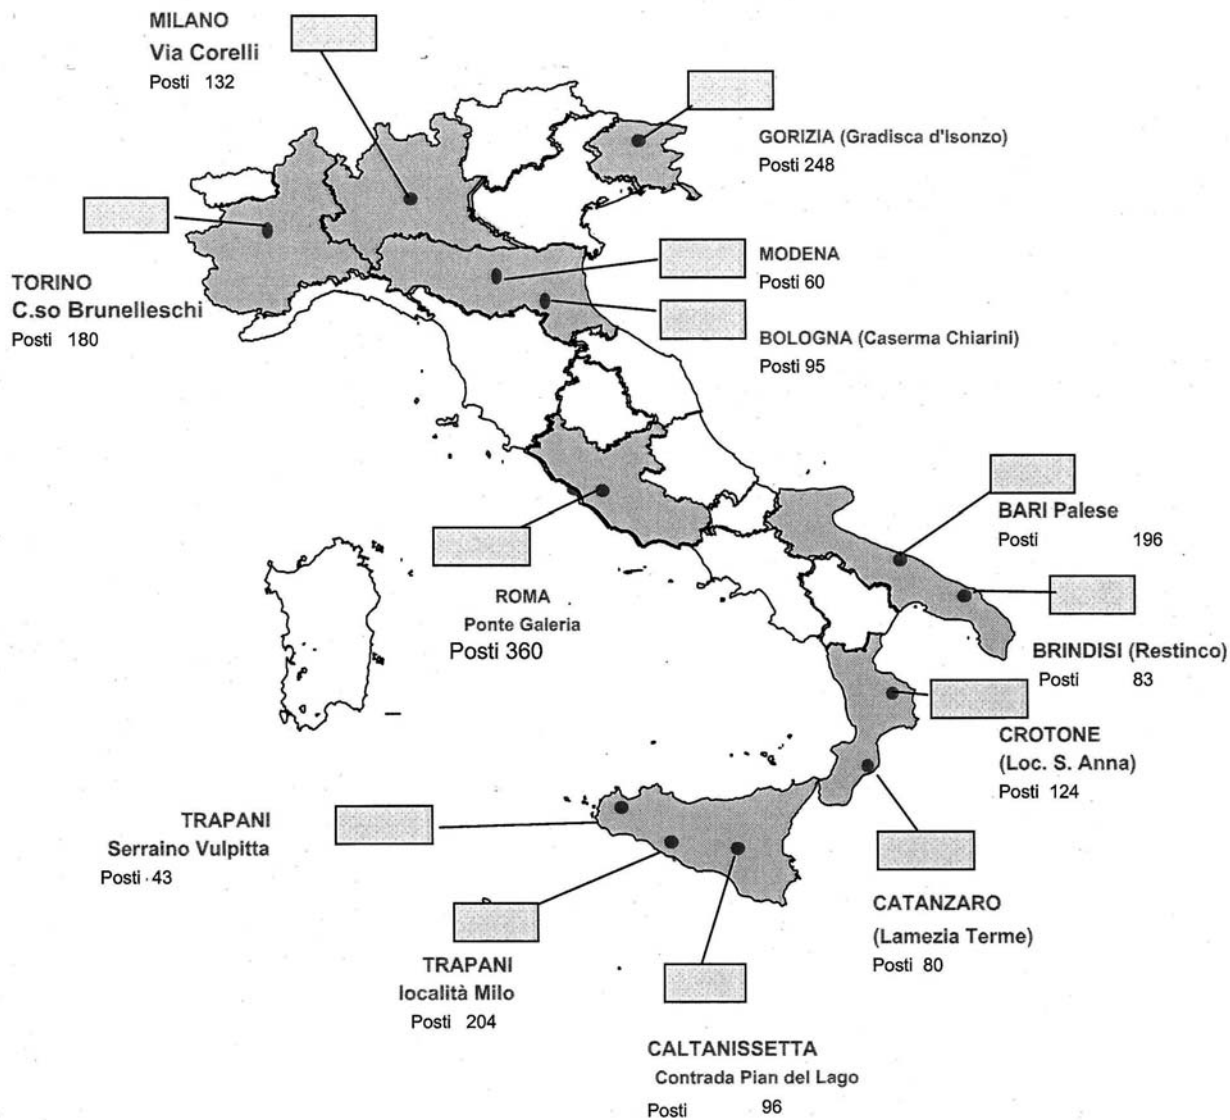 MILANO
Via Corelli
Posti 132
GORIZIA (Gradisca d'Isonzo)
Posti 248
MODENA
Posti 60
TORINO
C.so Brunelleschi
Posti 180
BOLOGNA (Caserma Chiarini)
Posti 95
BARI Palese
Posti 196
ROMA
Ponte Galeria
Posti 360
BRINDISI (Restinco)
Posti 83
CROTONE
(Loc. S. Anna)
Posti 124
TRAPANI
Serraino Vulpitta
Posti 43
CATANZARO
(Lamezia Terme)
Posti 80
TRAPANI
località Milo
Posti 204
CALTANISSETTA
Contrada Pian del Lago
Posti 96